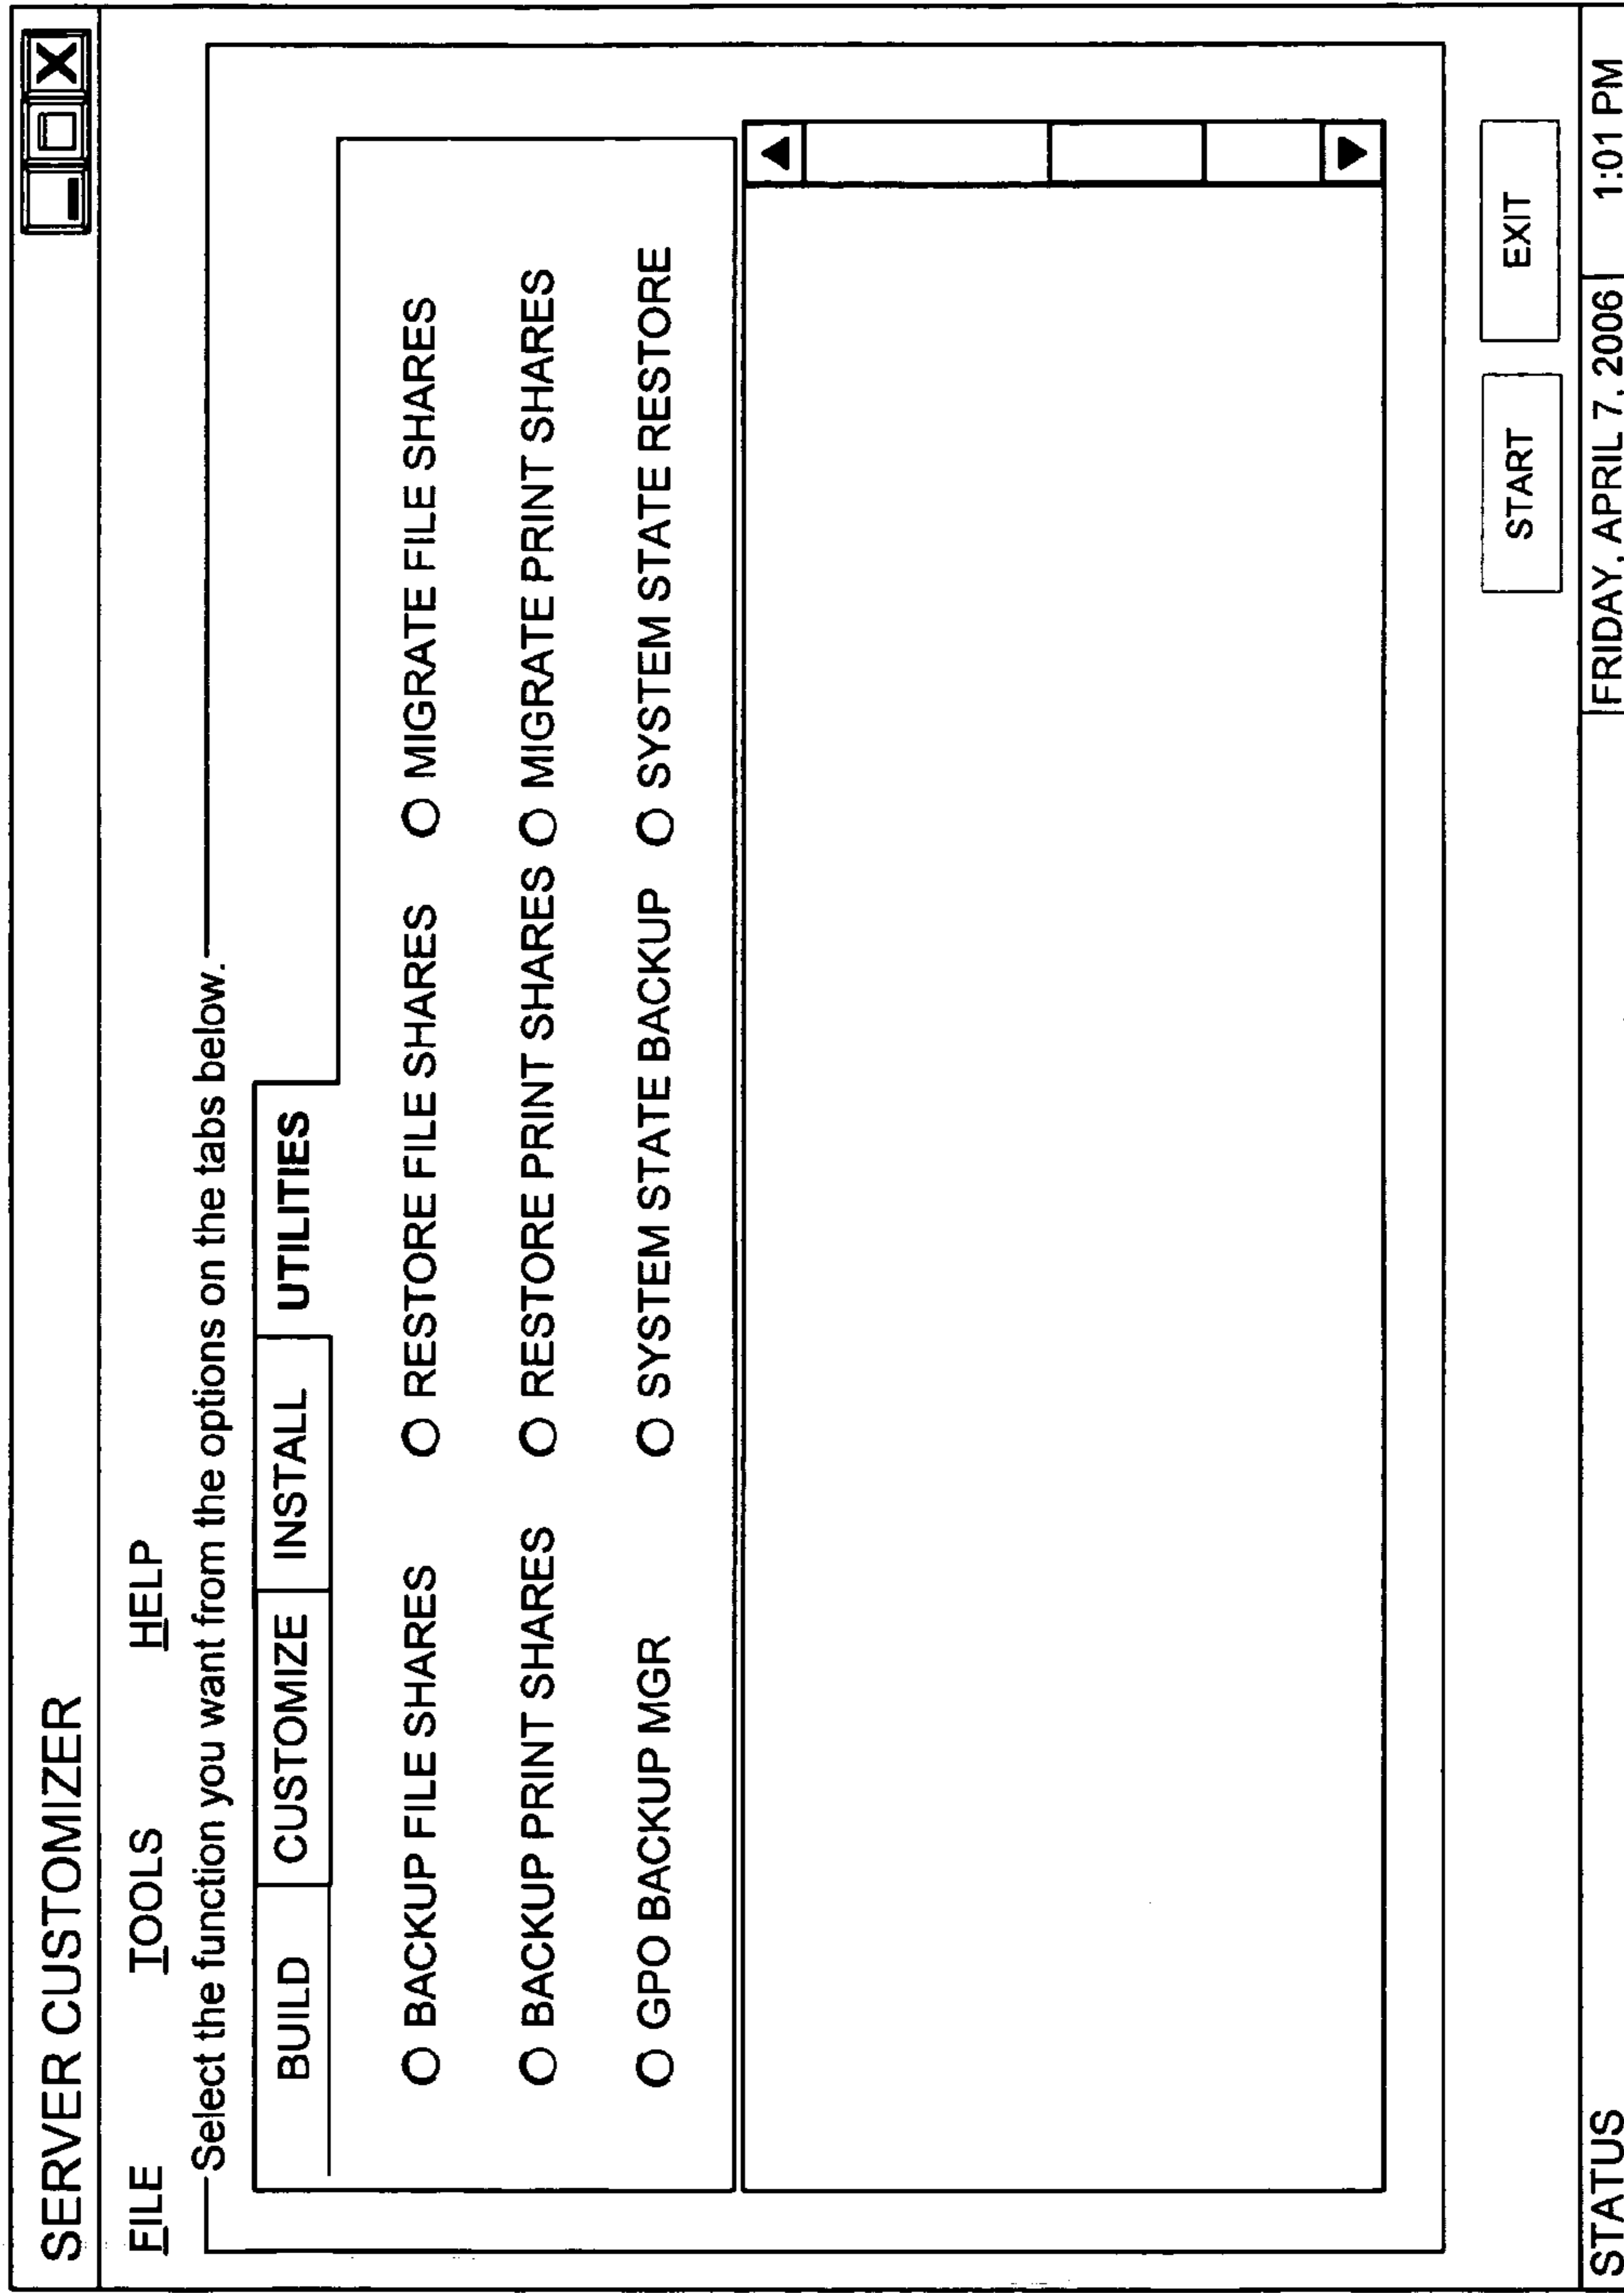 SERVER CUSTOMIZER
FILE TOOLS HELP
Select the function you want from the options on the tabs below.
BUILD CUSTOMIZE INSTALL UTILITIES
BACKUP FILE SHARES RESTORE FILE SHARES MIGRATE FILE SHARES
BACKUP PRINT SHARES RESTORE PRINT SHARES MIGRATE PRINT SHARES
GPO BACKUP MGR SYSTEM STATE BACKUP SYSTEM STATE RESTORE
START EXIT
STATUS FRIDAY, APRIL 7, 2006 1:01 PM